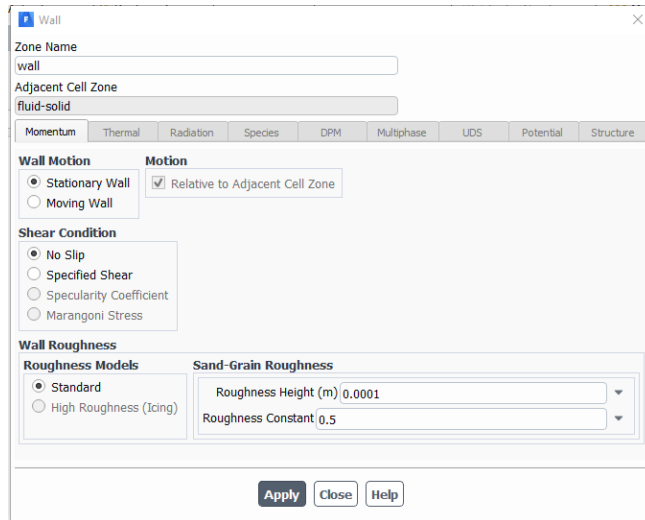 Wall
Zone Name
wall
Adjacent Cell Zone
fluid-solid
Momentum Thermal Radiation Species DPM Multiphase UDS Potential Structure
Wall Motion Motion
Stationary Wall Relative to Adjacent Cell Zone
Moving Wall
Shear Condition
No Slip
Specified Shear
Specularity Coefficient
Marangoni Stress
Wall Roughness
Roughness Models Sand-Grain Roughness
Standard Roughness Height (m) 0.0001
High Roughness (Icing) Roughness Constant 0.5
Apply Close Help